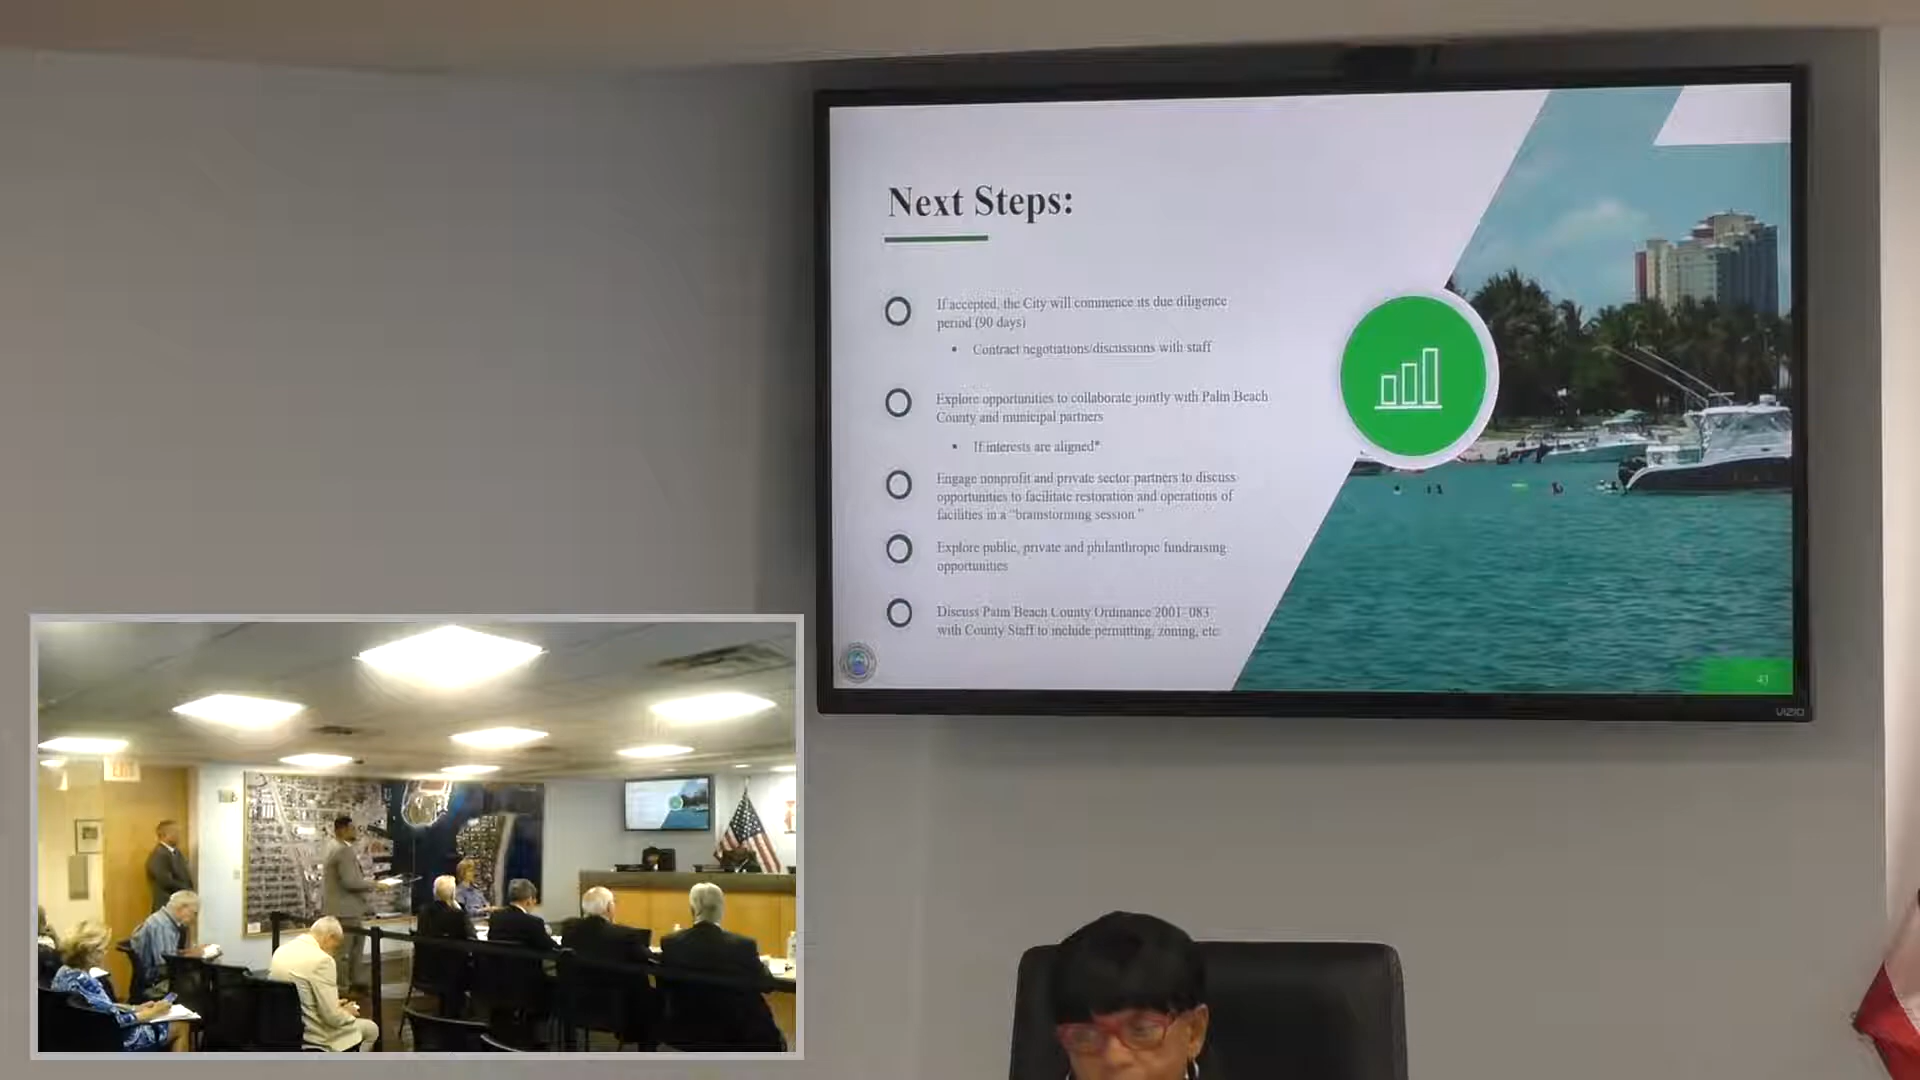 Next Steps:
If accepted, the City will commence its due diligence
period (90 days)
• Contract negotiations/discussions with staff
Explore opportunities to collaborate jointly with Palm Beach
County and municipal partners
• If interests are aligned*
Engage nonprofit and private sector partners to discuss
opportunities to facilitate restoration and operations of
facilities in a "bramstorming session"
Explore public, private and philanthropic fundraising
opportunities
Discuss Palm Beach County Ordinance 2001-083
with County Staff to include permitting, zoning, etc
43
VIZIO
EXIT